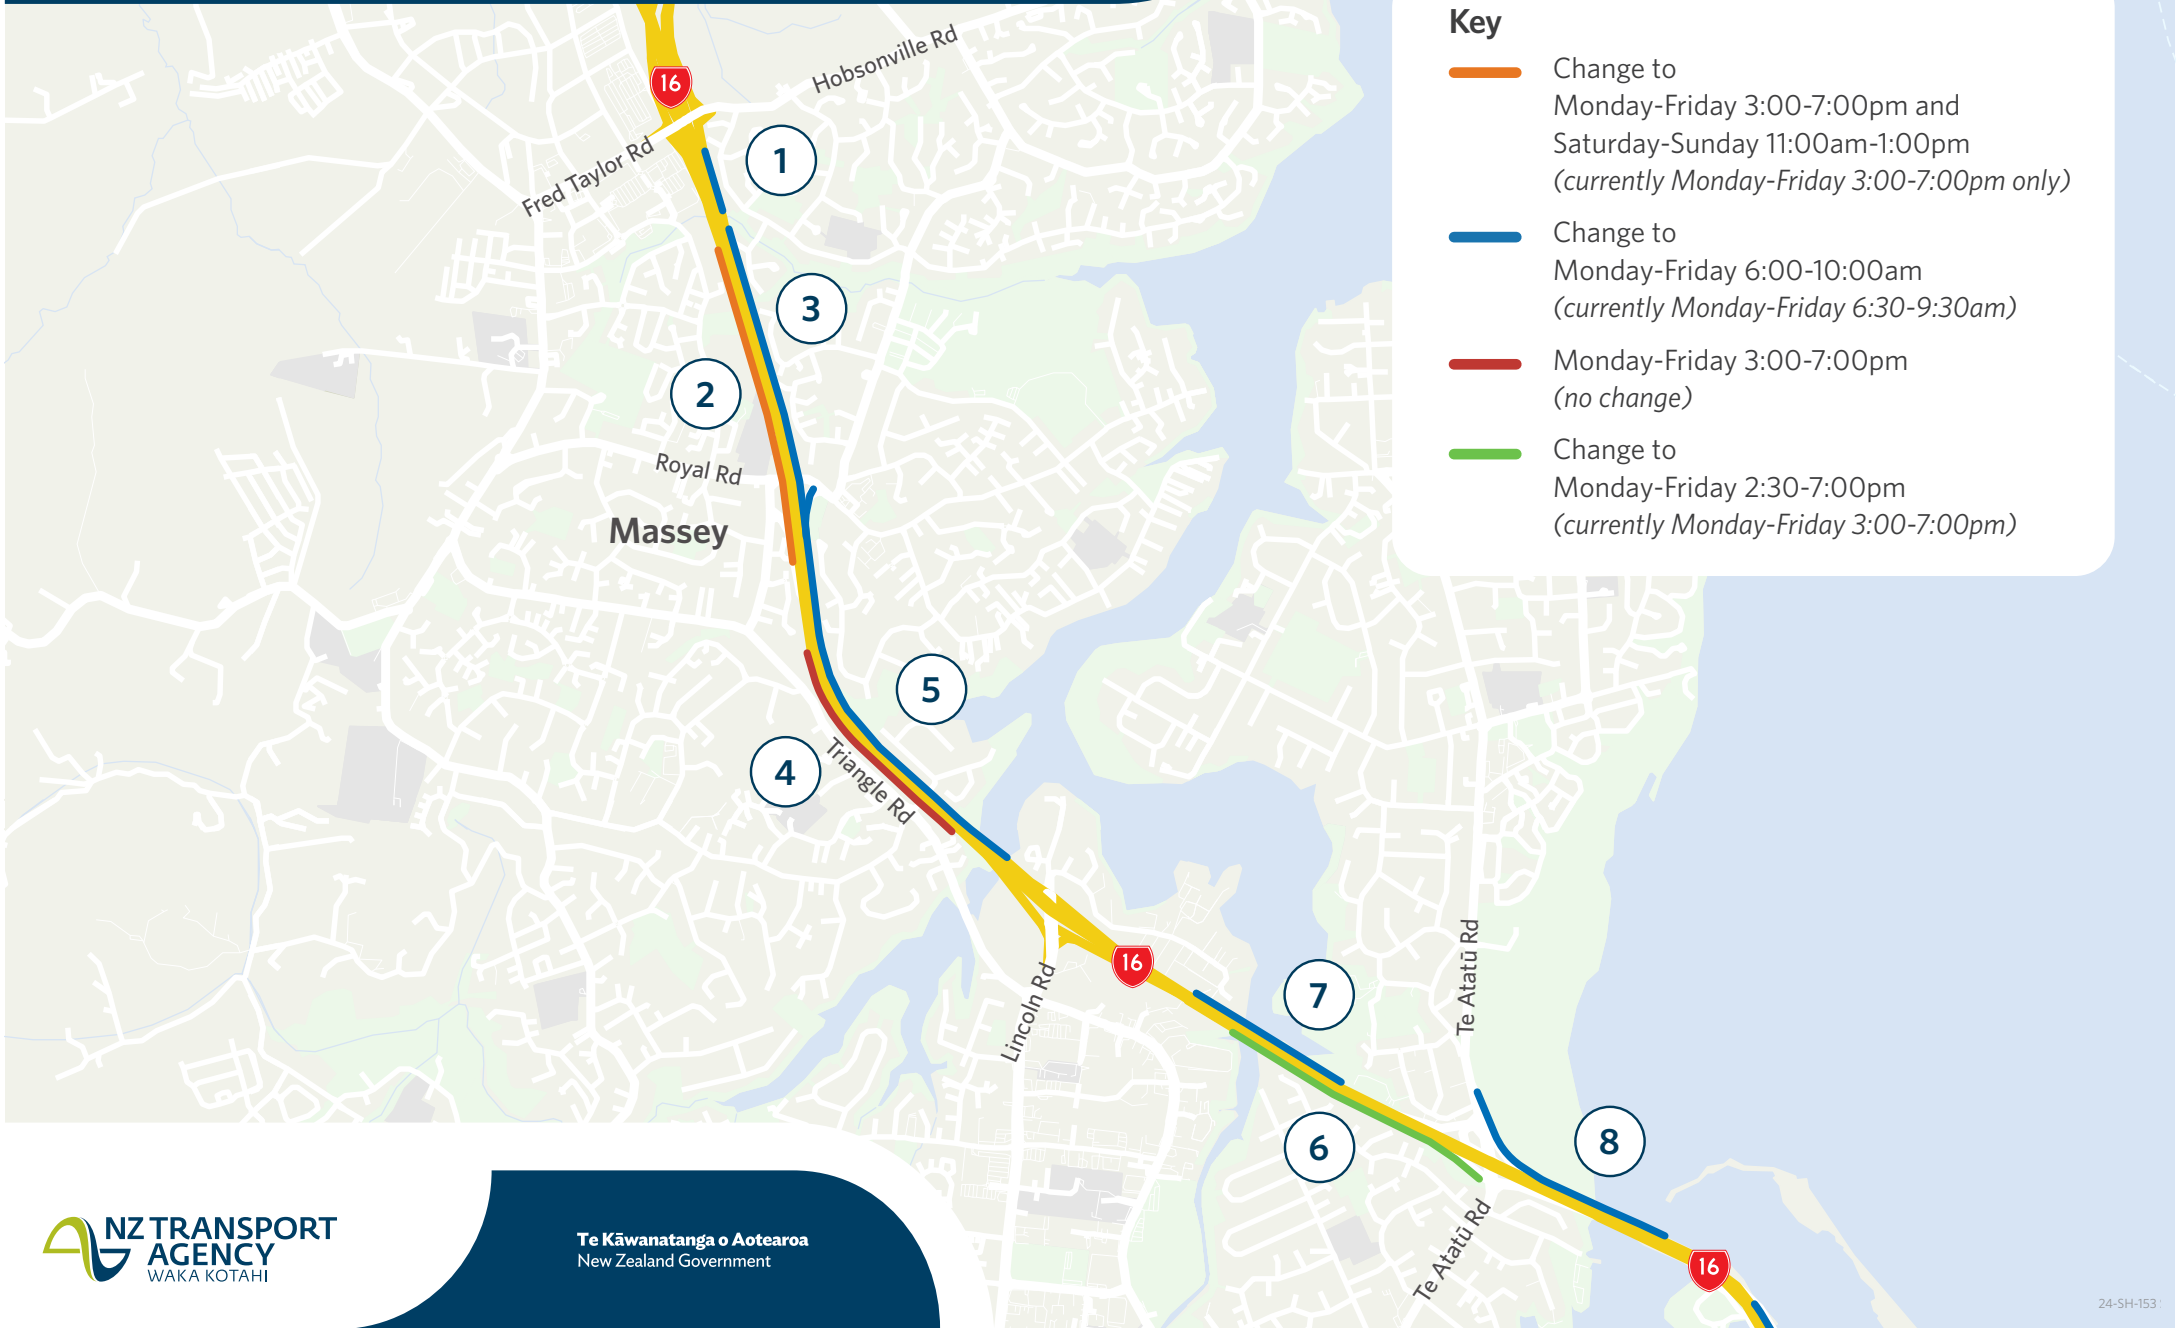 Key
Change to
Monday-Friday 3:00-7:00pm and
Saturday-Sunday 11:00am-1:00pm
(currently Monday-Friday 3:00-7:00pm only)
Change to
Monday-Friday 6:00-10:00am
(currently Monday-Friday 6:30-9:30am)
Monday-Friday 3:00-7:00pm
(no change)
Change to
Monday-Friday 2:30-7:00pm
(currently Monday-Friday 3:00-7:00pm)
16
Hobsonville Rd
Fred Taylor Rd
1
3
2
Royal Rd
Massey
5
4
Triangle Rd
16
Lincoln Rd
7
Te Atatū Rd
6
8
Te Atatū Rd
16
NZ TRANSPORT
AGENCY
WAKA KOTAHI
Te Kāwanatanga o Aotearoa
New Zealand Government
24-SH-153